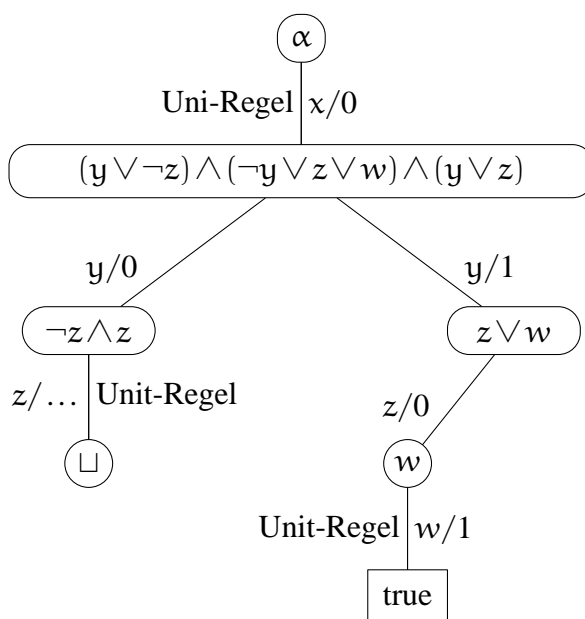 α
Uni-Regel x/0
(y ∨ ¬z) ∧ (¬y ∨ z ∨ w) ∧ (y ∨ z)
y/0 y/1
¬z ∧ z z ∨ w
z/... Unit-Regel z/0
⊔ w
Unit-Regel w/1
true